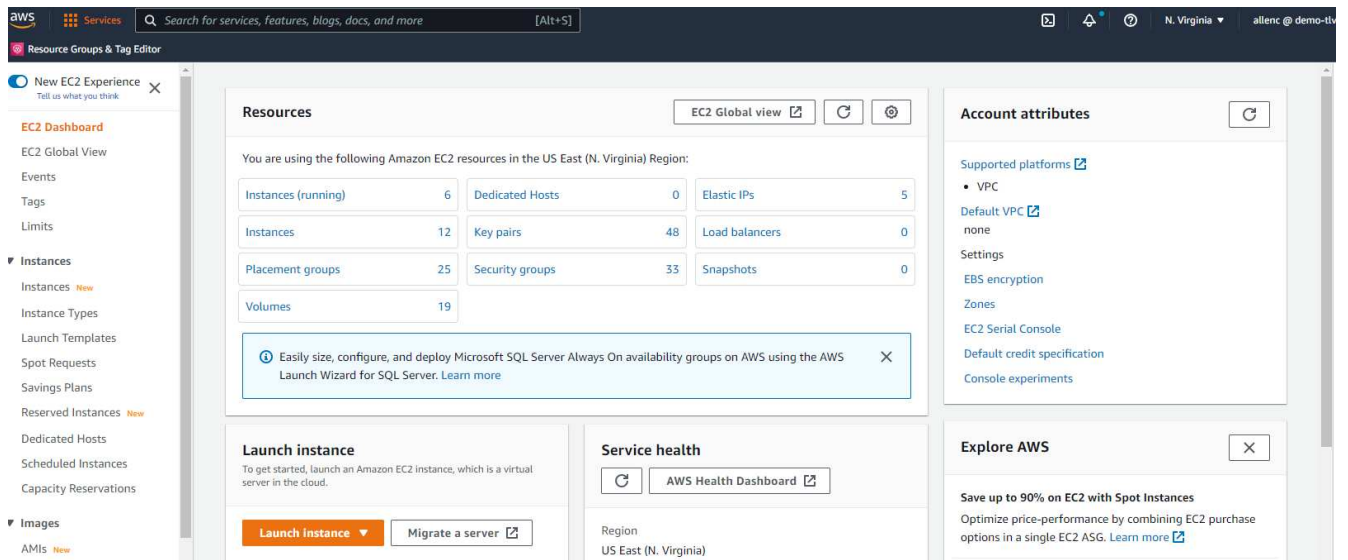 aws
Services
Search for services, features, blogs, docs, and more
[Alt+S]
N. Virginia ▼
allenc @ demo-tlv
Resource Groups & Tag Editor
New EC2 Experience
Tell us what you think
EC2 Dashboard
EC2 Global View
Events
Tags
Limits
Instances
Instances New
Instance Types
Launch Templates
Spot Requests
Savings Plans
Reserved Instances New
Dedicated Hosts
Scheduled Instances
Capacity Reservations
Images
AMIs New
Resources
EC2 Global view
You are using the following Amazon EC2 resources in the US East (N. Virginia) Region:
Instances (running) 6
Dedicated Hosts 0
Elastic IPs 5
Instances 12
Key pairs 48
Load balancers 0
Placement groups 25
Security groups 33
Snapshots 0
Volumes 19
Easily size, configure, and deploy Microsoft SQL Server Always On availability groups on AWS using the AWS
Launch Wizard for SQL Server. Learn more
Launch instance
To get started, launch an Amazon EC2 instance, which is a virtual
server in the cloud.
Launch instance ▼
Migrate a server
Service health
AWS Health Dashboard
Region
US East (N. Virginia)
Account attributes
Supported platforms
• VPC
Default VPC
none
Settings
EBS encryption
Zones
EC2 Serial Console
Default credit specification
Console experiments
Explore AWS
Save up to 90% on EC2 with Spot Instances
Optimize price-performance by combining EC2 purchase
options in a single EC2 ASG. Learn more